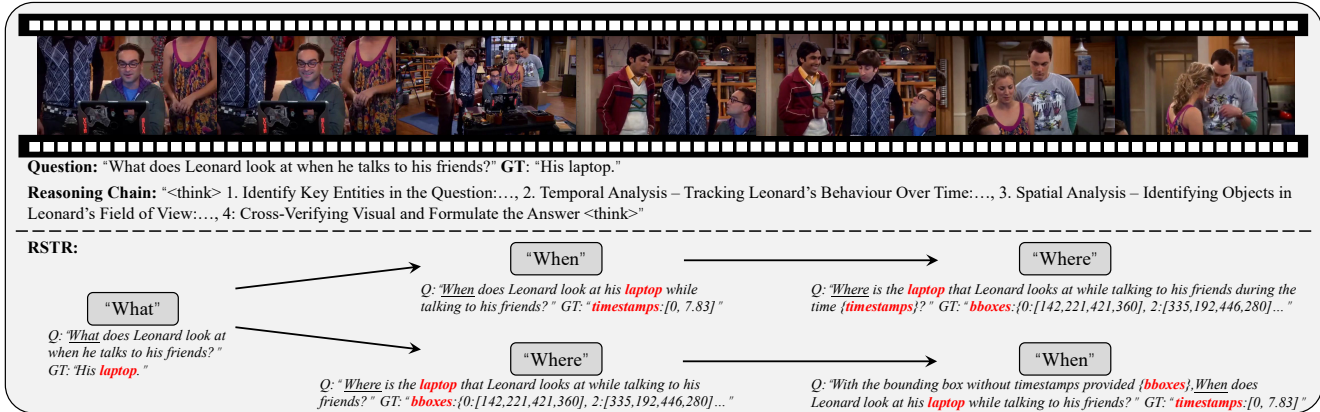 Question: “What does Leonard look at when he talks to his friends?” GT: “His laptop.”
Reasoning Chain: “<think> 1. Identify Key Entities in the Question:…, 2. Temporal Analysis – Tracking Leonard’s Behaviour Over Time:…, 3. Spatial Analysis – Identifying Objects in
Leonard’s Field of View:…, 4: Cross-Verifying Visual and Formulate the Answer <think>”
RSTR:
“What”
Q: “What does Leonard look at
when he talks to his friends?”
GT: “His laptop.”
“When”
Q: “When does Leonard look at his laptop while
talking to his friends?” GT: “timestamps:[0, 7.83]”
“Where”
Q: “Where is the laptop that Leonard looks at while talking to his friends during the
time {timestamps}?” GT: “bboxes:{0:[142,221,421,360], 2:[335,192,446,280]…”
“Where”
Q: “Where is the laptop that Leonard looks at while talking to his
friends?” GT: “bboxes:{0:[142,221,421,360], 2:[335,192,446,280]…”
“When”
Q: “With the bounding box without timestamps provided {bboxes},When does
Leonard look at his laptop while talking to his friends?” GT: “timestamps:[0, 7.83]”